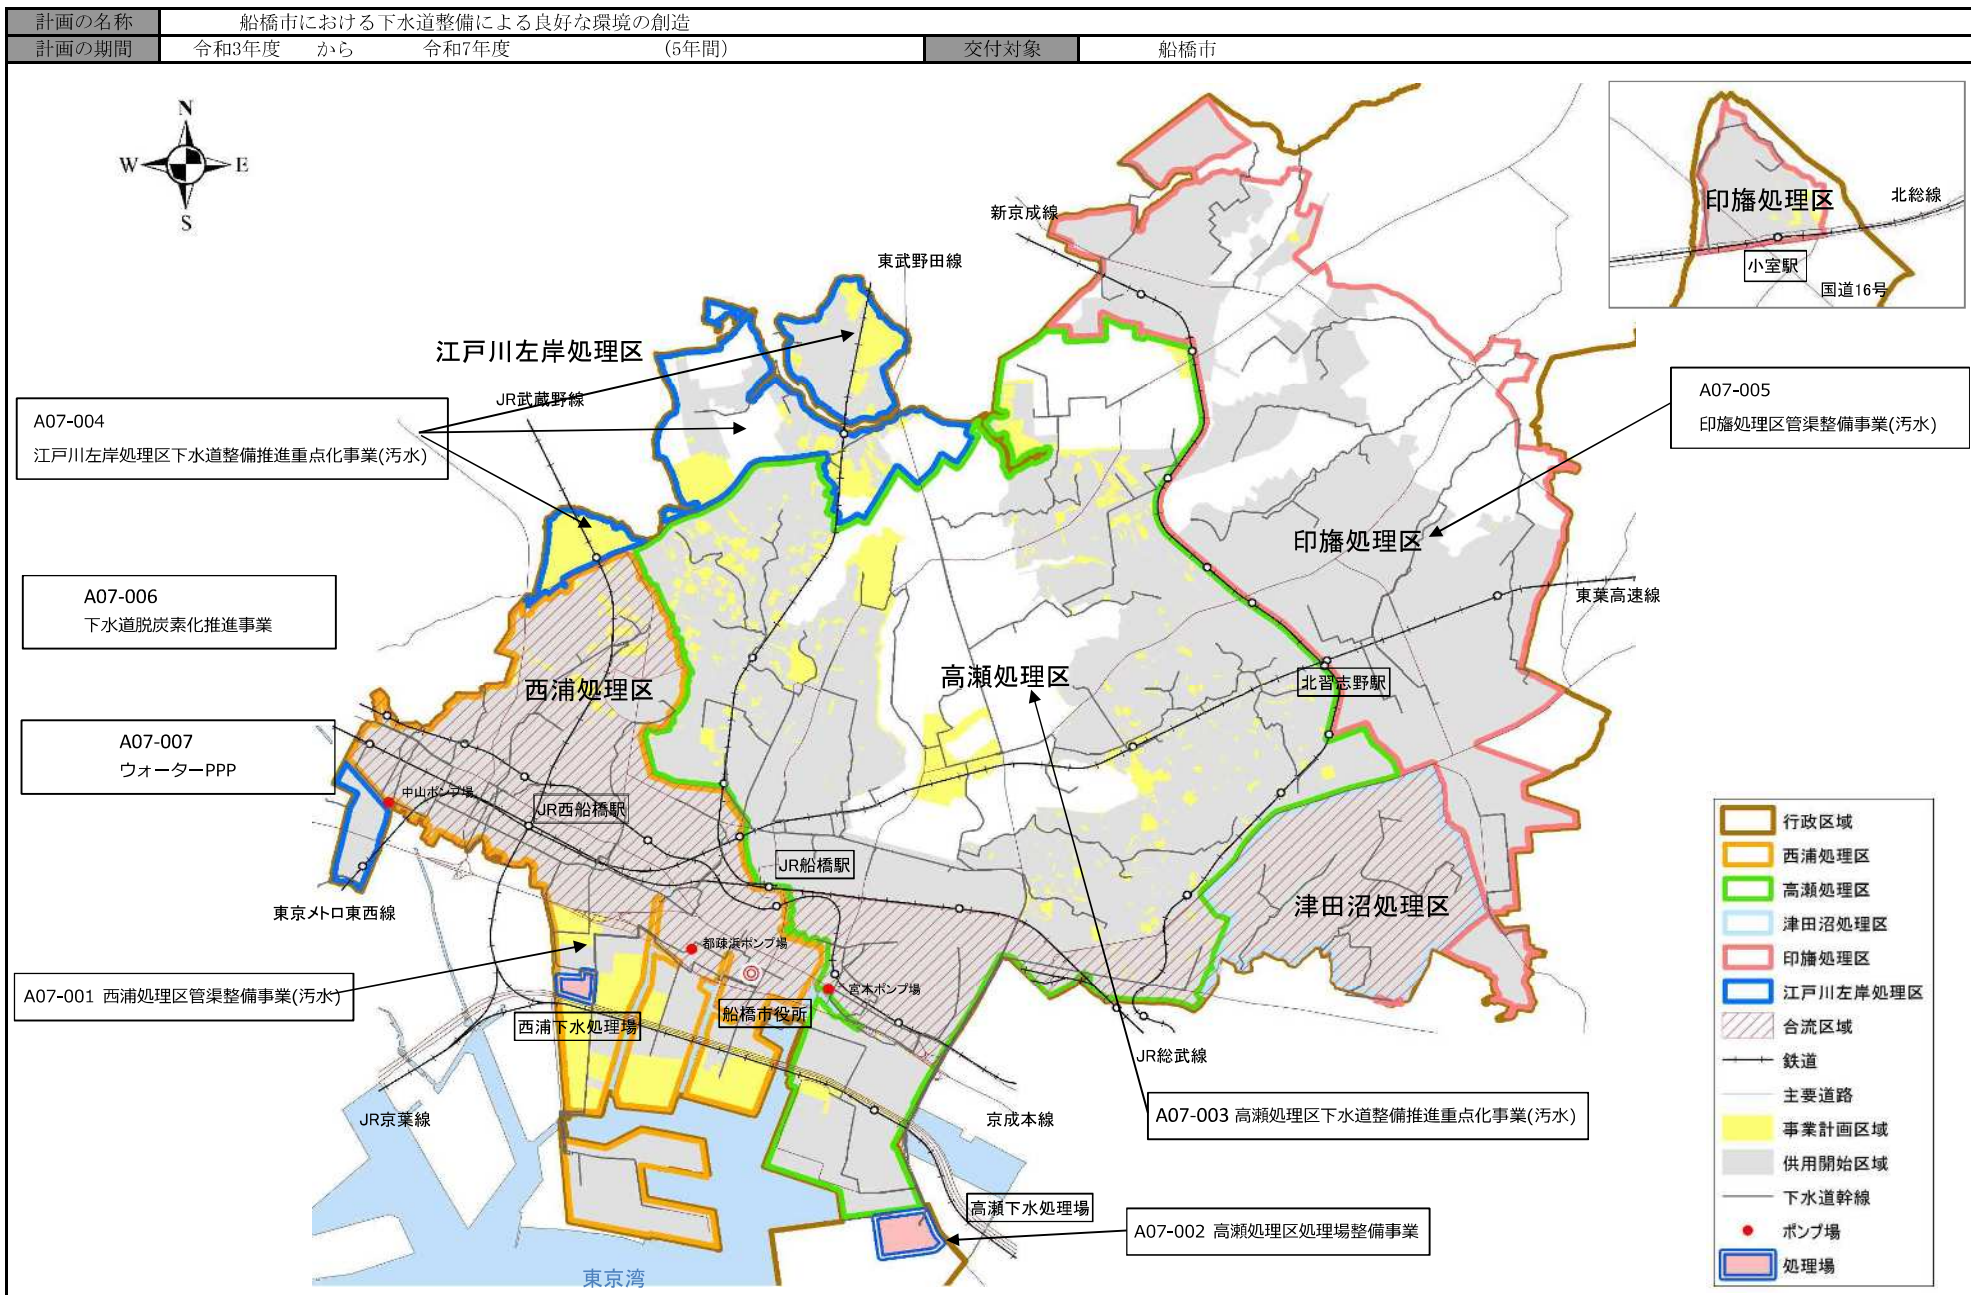 計画の名称 船橋市における下水道整備による良好な環境の創造
計画の期間 令和3年度 から 令和7年度 (5年間) 交付対象 船橋市
N
W E
S
新京成線
東武野田線
江戸川左岸処理区
JR武蔵野線
印旛処理区
北総線
小室駅
国道16号
A07-004
江戸川左岸処理区下水道整備推進重点化事業(汚水)
A07-005
印旛処理区管渠整備事業(汚水)
印旛処理区
東葉高速線
A07-006
下水道脱炭素化推進事業
西浦処理区
高瀬処理区
北習志野駅
A07-007
ウォーターPPP
中山ポンプ場
JR西船橋駅
JR船橋駅
東京メトロ東西線
津田沼処理区
都疎浜ポンプ場
宮本ポンプ場
A07-001 西浦処理区管渠整備事業(汚水)
西浦下水処理場
船橋市役所
JR総武線
JR京葉線
京成本線
A07-003 高瀬処理区下水道整備推進重点化事業(汚水)
高瀬下水処理場
A07-002 高瀬処理区処理場整備事業
東京湾
行政区域
西浦処理区
高瀬処理区
津田沼処理区
印旛処理区
江戸川左岸処理区
合流区域
鉄道
主要道路
事業計画区域
供用開始区域
下水道幹線
ポンプ場
処理場